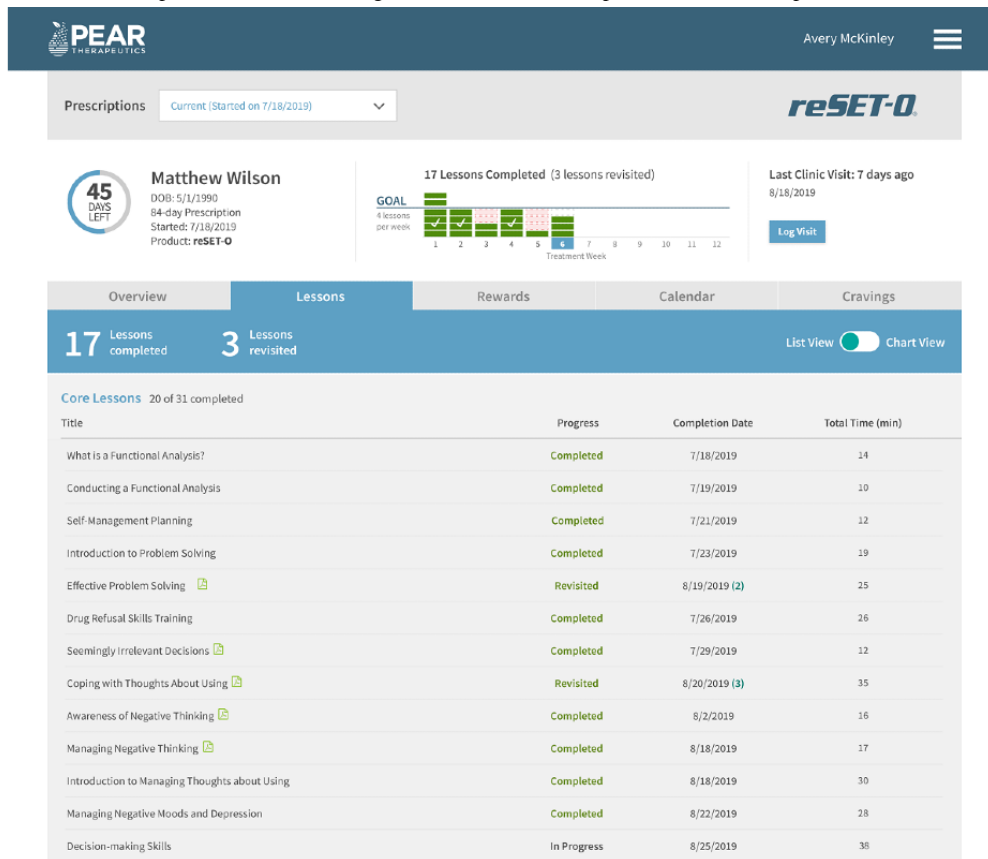 PEAR
THERAPEUTICS
Avery McKinley
Prescriptions
Current (Started on 7/18/2019)
reSET-O®
45
DAYS
LEFT
Matthew Wilson
DOB: 5/1/1990
84-day Prescription
Started: 7/18/2019
Product: reSET-O
17 Lessons Completed (3 lessons revisited)
GOAL
4 lessons
per week
1 2 3 4 5 6 7 8 9 10 11 12
Treatment Week
Last Clinic Visit: 7 days ago
8/18/2019
Log Visit
Overview Lessons Rewards Calendar Cravings
17 Lessons completed
3 Lessons revisited
List View Chart View
Core Lessons 20 of 31 completed
Title Progress Completion Date Total Time (min)
What is a Functional Analysis? Completed 7/18/2019 14
Conducting a Functional Analysis Completed 7/19/2019 10
Self-Management Planning Completed 7/21/2019 12
Introduction to Problem Solving Completed 7/23/2019 19
Effective Problem Solving Revisited 8/19/2019 (2) 25
Drug Refusal Skills Training Completed 7/26/2019 26
Seemingly Irrelevant Decisions Completed 7/29/2019 12
Coping with Thoughts About Using Revisited 8/20/2019 (3) 35
Awareness of Negative Thinking Completed 8/2/2019 16
Managing Negative Thinking Completed 8/18/2019 17
Introduction to Managing Thoughts about Using Completed 8/18/2019 30
Managing Negative Moods and Depression Completed 8/22/2019 28
Decision-making Skills In Progress 8/25/2019 38